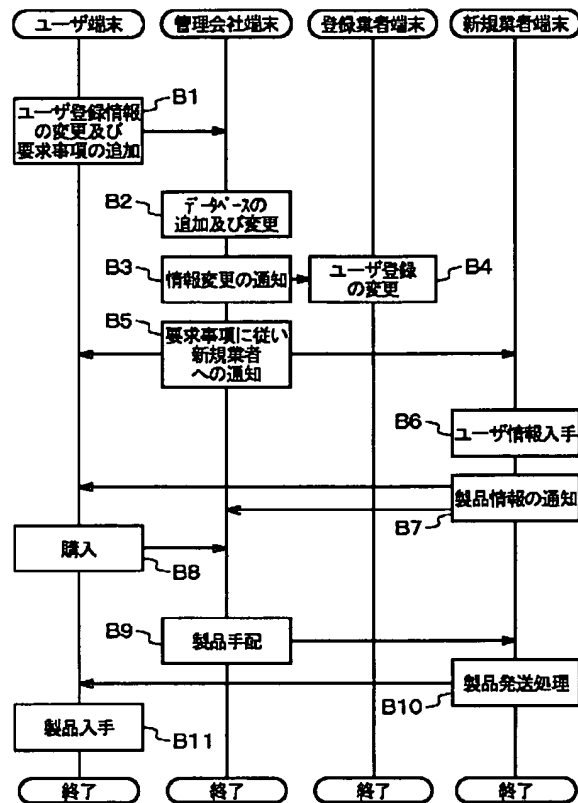 ユーザ端末
管理会社端末
登録業者端末
新規業者端末
B1
ユーザ登録情報
の変更及び
要求事項の追加
B2
データベースの
追加及び変更
B3
情報変更の通知
ユーザ登録
の変更
B4
B5
要求事項に従い
新規業者
への通知
B6
ユーザ情報入手
製品情報の通知
B7
購入
B8
B9
製品手配
製品発送処理
B10
製品入手
B11
終了
終了
終了
終了